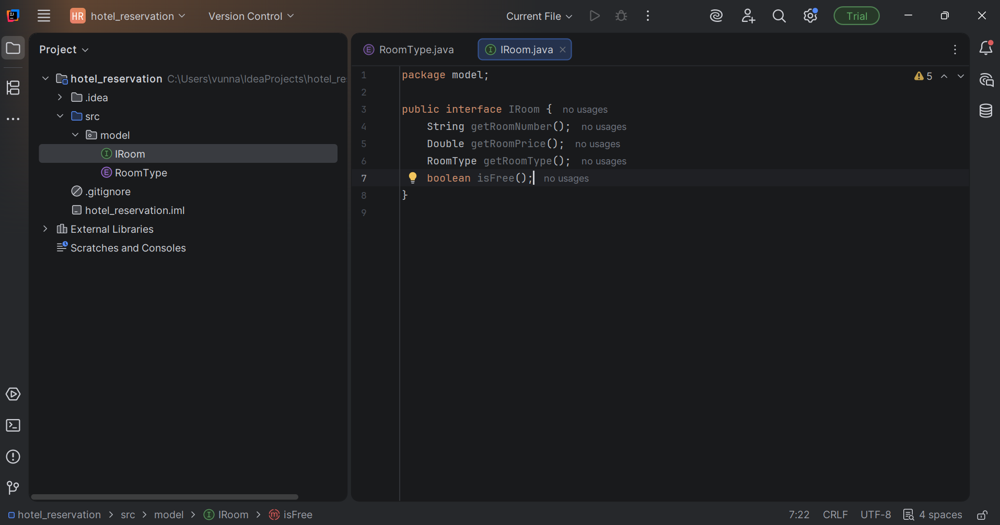 HR hotel_reservation Version Control Current File Trial
Project
RoomType.java IRoom.java
hotel_reservation C:\Users\vunna\IdeaProjects\hotel_re
.idea
src
model
IRoom
RoomType
.gitignore
hotel_reservation.iml
External Libraries
Scratches and Consoles
1 package model;
2
3 public interface IRoom { no usages
4 String getRoomNumber(); no usages
5 Double getRoomPrice(); no usages
6 RoomType getRoomType(); no usages
7 boolean isFree(); no usages
8 }
9
5
hotel_reservation > src > model > IRoom > isFree
7:22 CRLF UTF-8 4 spaces